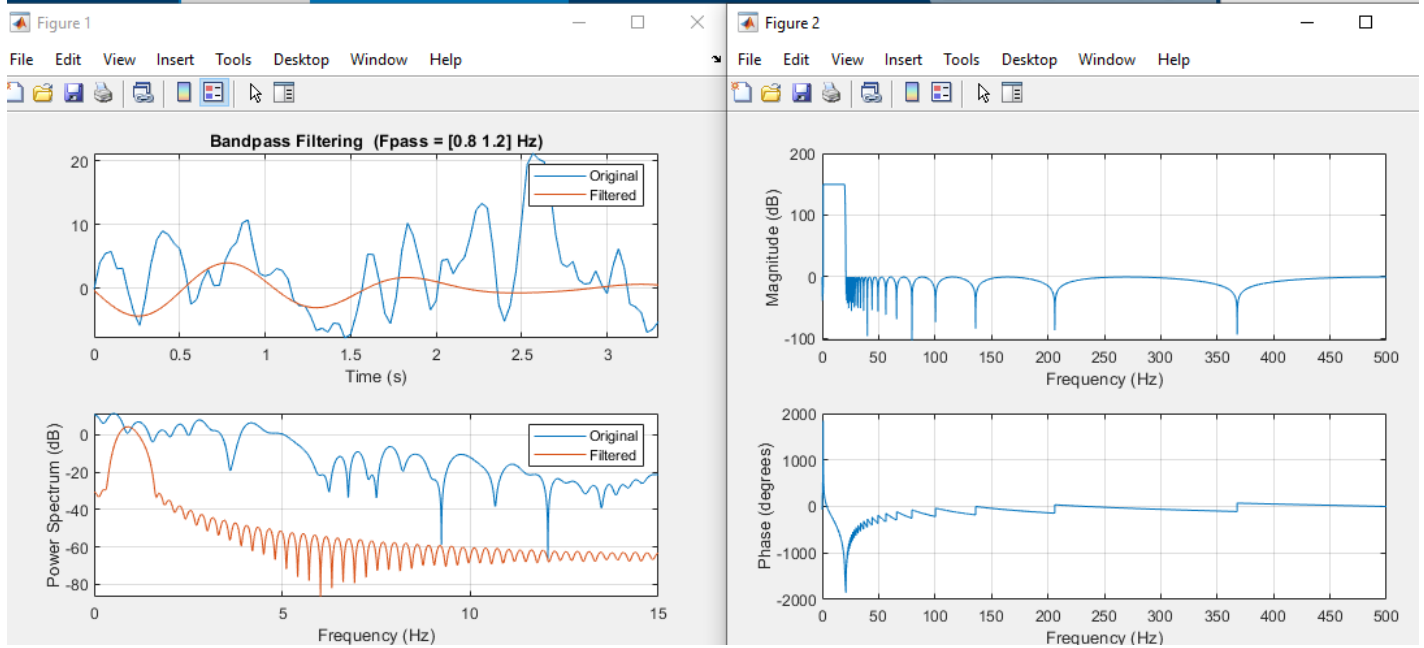 Figure 1
File Edit View Insert Tools Desktop Window Help
Bandpass Filtering (Fpass = [0.8 1.2] Hz)
20
10
0
Original
Filtered
0 0.5 1 1.5 2 2.5 3
Time (s)
Power Spectrum (dB)
0
-20
-40
-60
-80
Original
Filtered
0 5 10 15
Frequency (Hz)
Figure 2
File Edit View Insert Tools Desktop Window Help
Magnitude (dB)
200
100
0
-100
0 50 100 150 200 250 300 350 400 450 500
Frequency (Hz)
Phase (degrees)
2000
1000
0
-1000
-2000
0 50 100 150 200 250 300 350 400 450 500
Frequency (Hz)